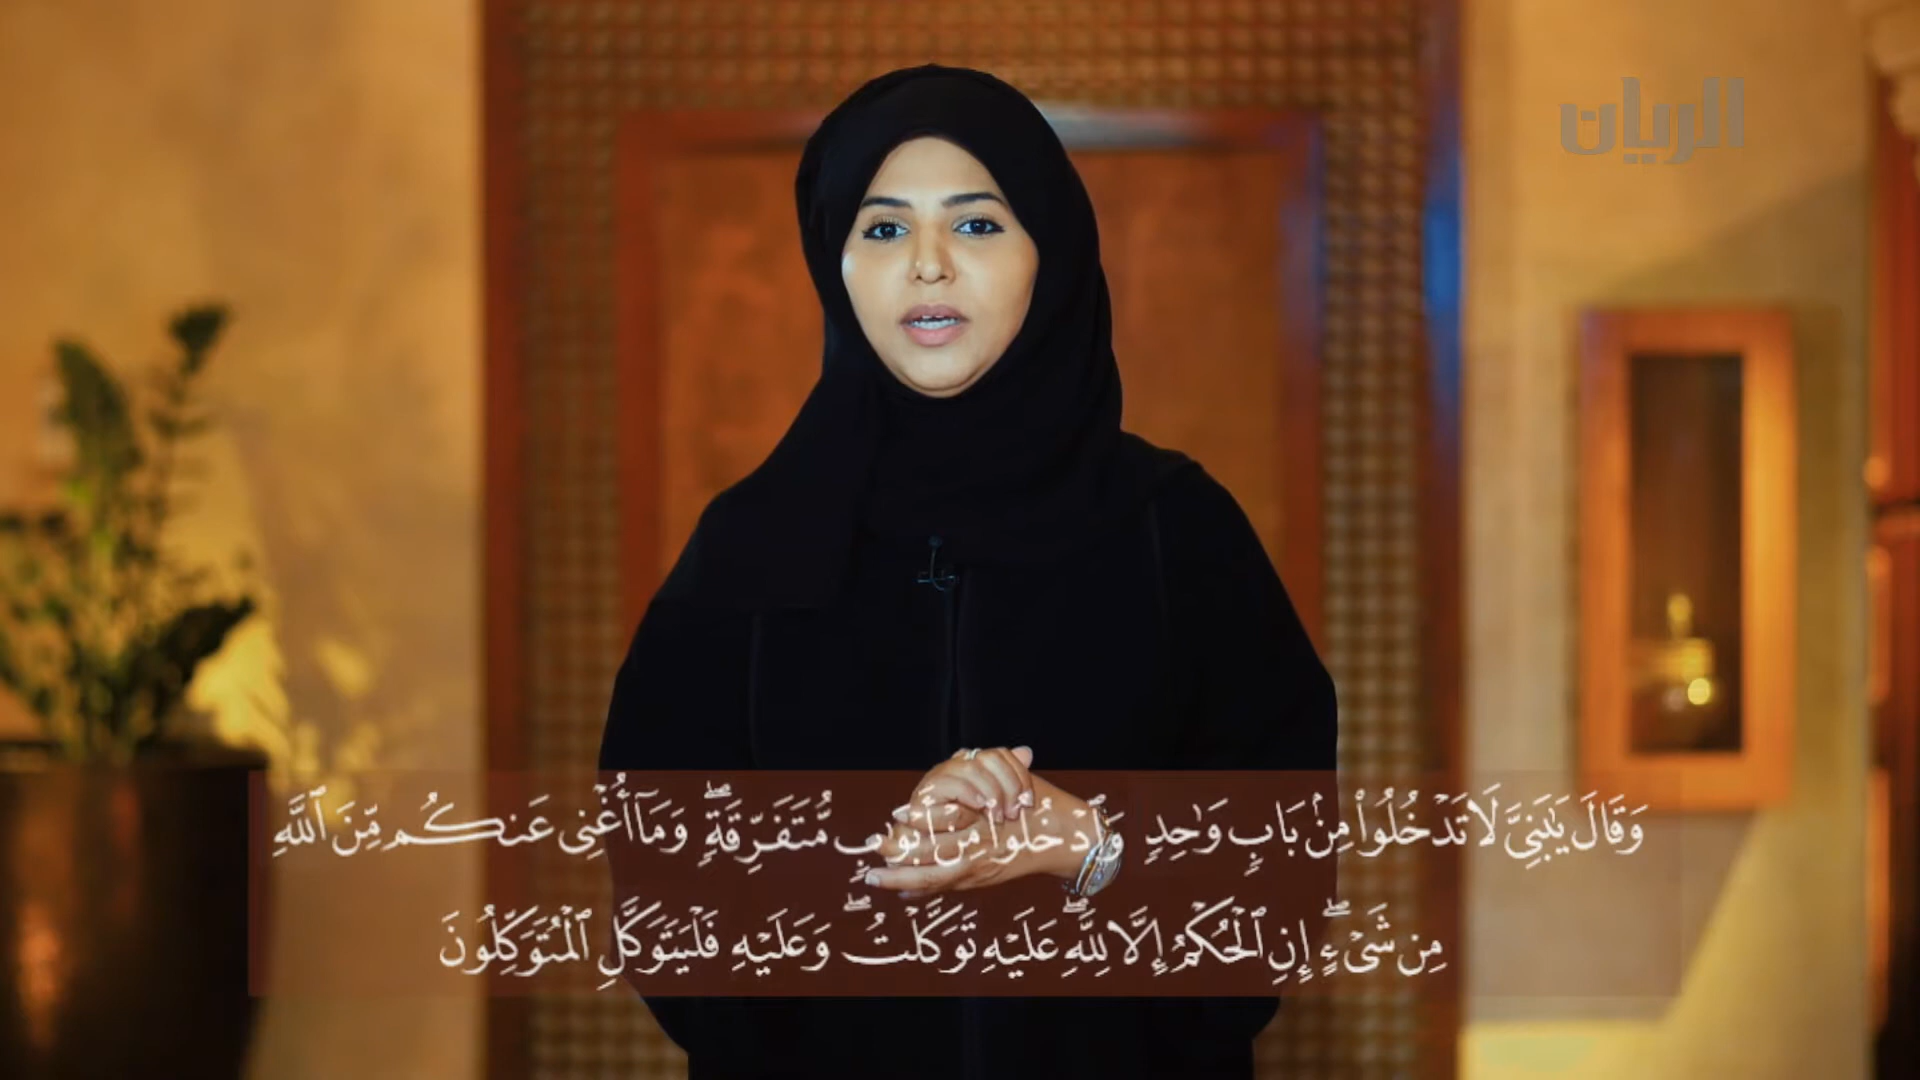 الريان
وَقَالَ يَٰبَنِىَّ لَا تَدۡخُلُواْ مِنۢ بَابٖ وَٰحِدٖ وَٱدۡخُلُواْ مِنۡ أَبۡوَٰبٖ مُّتَفَرِّقَةٖۖ وَمَآ أُغۡنِى عَنكُم مِّنَ ٱللَّهِ
مِن شَىۡءٍۖ إِنِ ٱلۡحُكۡمُ إِلَّا لِلَّهِۖ عَلَيۡهِ تَوَكَّلۡتُۖ وَعَلَيۡهِ فَلۡيَتَوَكَّلِ ٱلۡمُتَوَكِّلُونَ